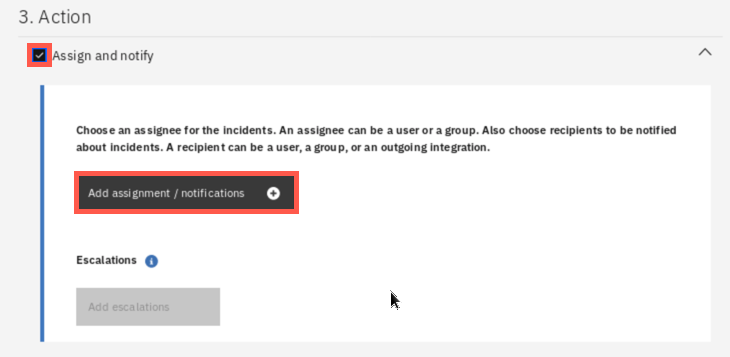 3. Action
Assign and notify
Choose an assignee for the incidents. An assignee can be a user or a group. Also choose recipients to be notified
about incidents. A recipient can be a user, a group, or an outgoing integration.
Add assignment / notifications
Escalations
Add escalations